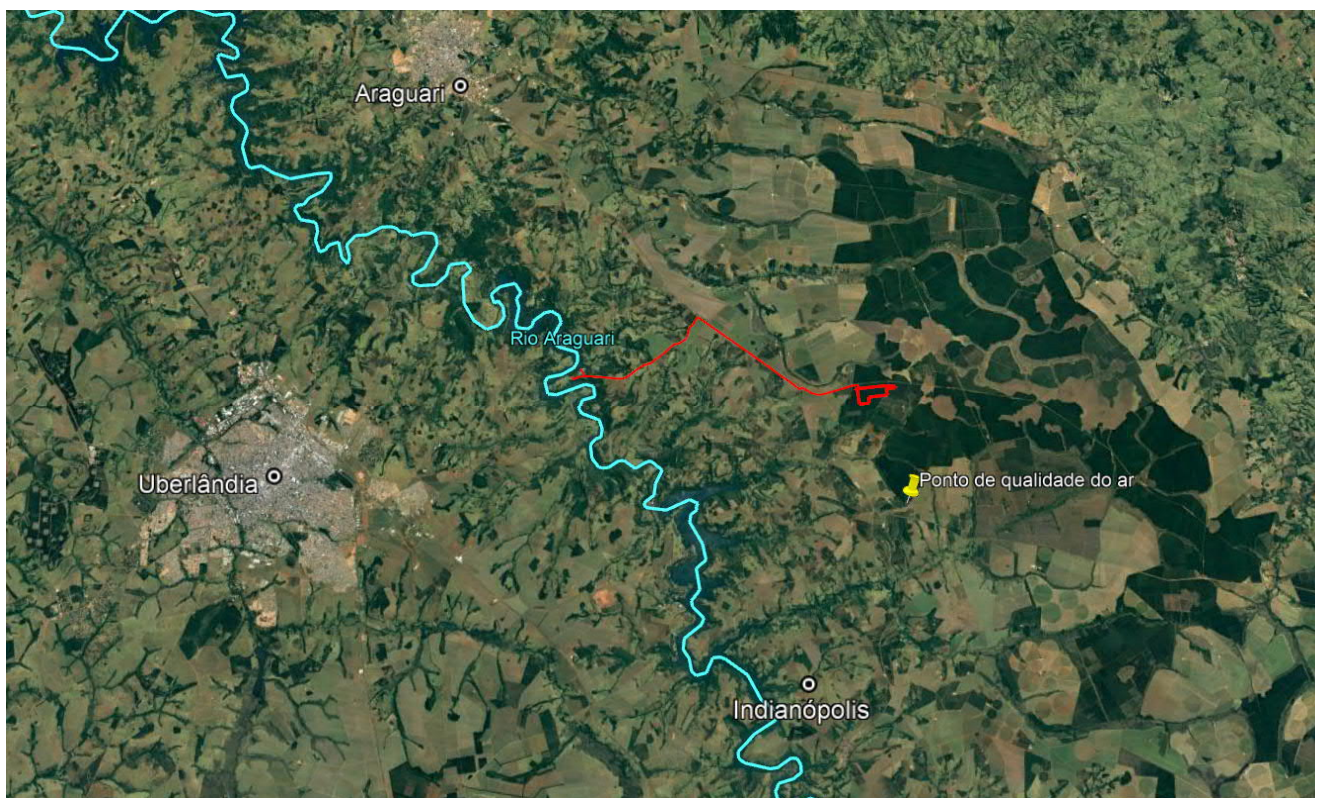 Araguari
Rio Araguari
Uberlândia
Ponto de qualidade do ar
Indianópolis